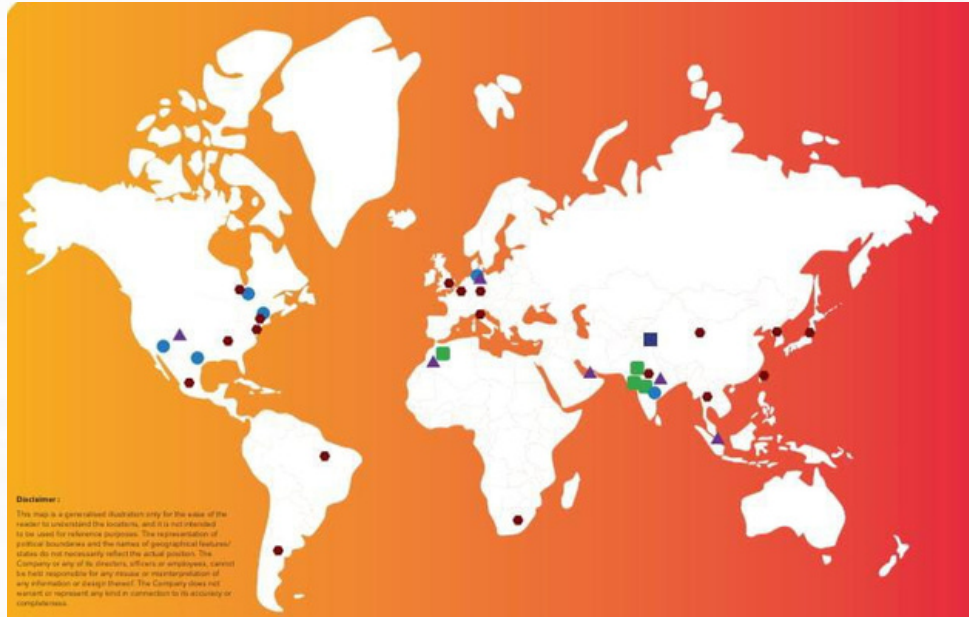 Disclaimer :
This map is a generalised illustration only for the ease of the
reader to understand the locations, and it is not intended
to be used for reference purposes. The representation of
political boundaries and the names of geographical features/
states do not necessarily reflect the actual position. The
Company or any of its directors, officers or employees, cannot
be held responsible for any misuse or misinterpretation of
any information or design thereof. The Company does not
warrant or represent any kind in connection to its accuracy or
completeness.